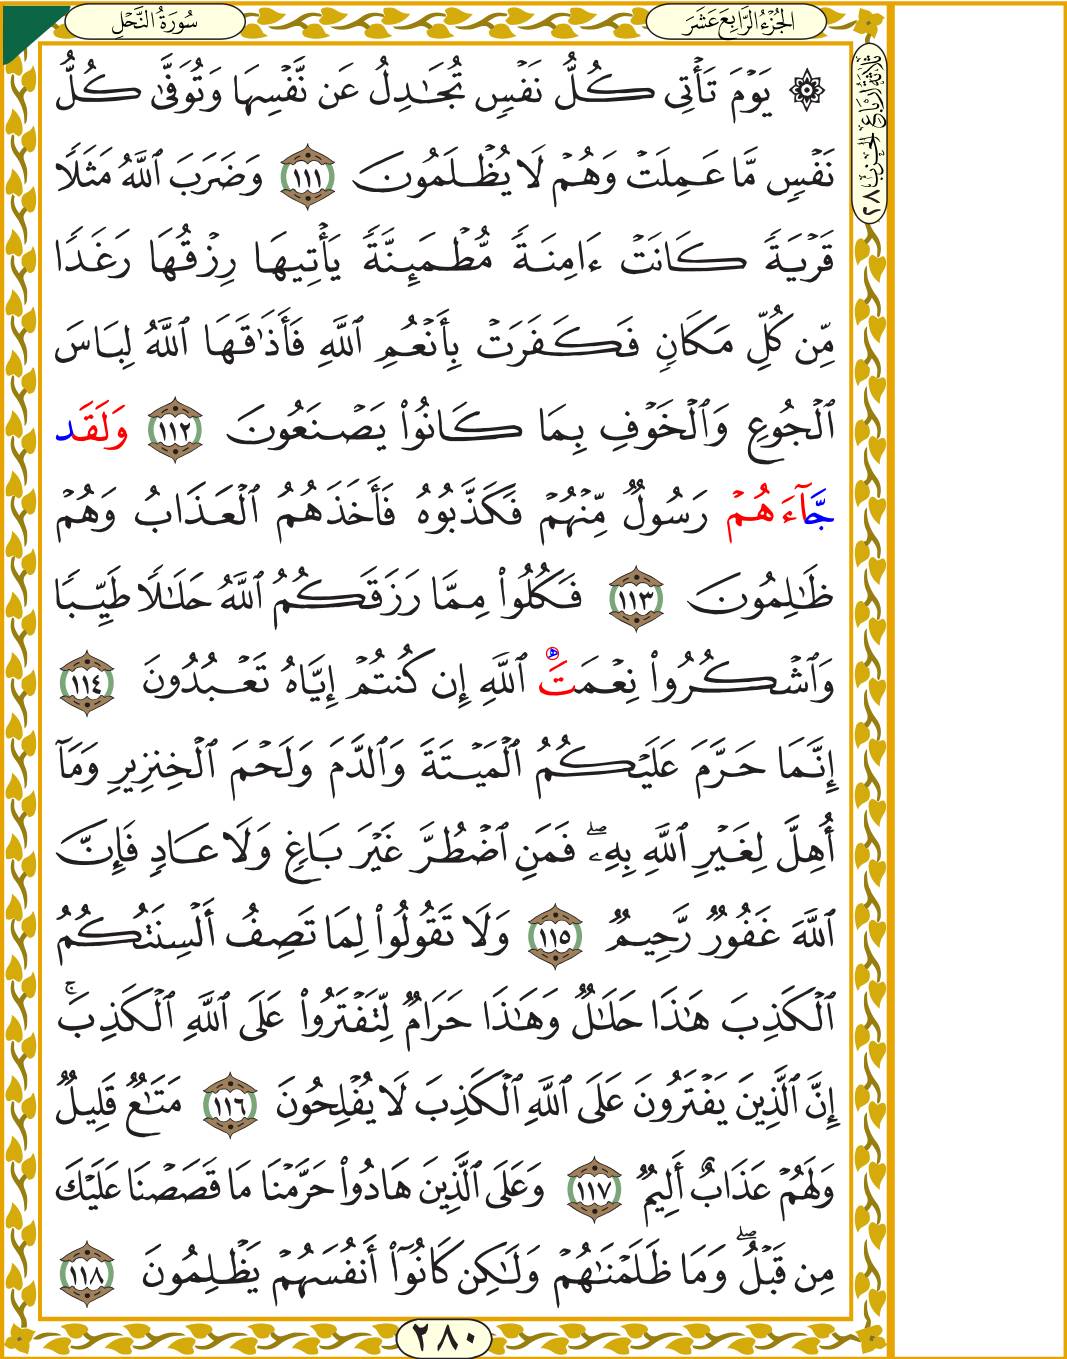 سُورَةُ النَّحْلِ
الجُزْءُ الرَّابِعَ عَشَرَ
ثَلَاثَةُ أَرْبَاعِ الحِزْبِ ٢٨
۞ يَوْمَ تَأْتِي كُلُّ نَفْسٍ تُجَٰدِلُ عَن نَّفْسِهَا وَتُوَفَّىٰ كُلُّ
نَفْسٍ مَّا عَمِلَتْ وَهُمْ لَا يُظْلَمُونَ ١١١ وَضَرَبَ ٱللَّهُ مَثَلًا
قَرْيَةً كَانَتْ ءَامِنَةً مُّطْمَئِنَّةً يَأْتِيهَا رِزْقُهَا رَغَدًا
مِّن كُلِّ مَكَانٍ فَكَفَرَتْ بِأَنْعُمِ ٱللَّهِ فَأَذَٰقَهَا ٱللَّهُ لِبَاسَ
ٱلْجُوعِ وَٱلْخَوْفِ بِمَا كَانُوا۟ يَصْنَعُونَ ١١٢ وَلَقَد
جَّآءَهُمْ رَسُولٌ مِّنْهُمْ فَكَذَّبُوهُ فَأَخَذَهُمُ ٱلْعَذَابُ وَهُمْ
ظَٰلِمُونَ ١١٣ فَكُلُوا۟ مِمَّا رَزَقَكُمُ ٱللَّهُ حَلَٰلًا طَيِّبًا
وَٱشْكُرُوا۟ نِعْمَتَ ٱللَّهِ إِن كُنتُمْ إِيَّاهُ تَعْبُدُونَ ١١٤
إِنَّمَا حَرَّمَ عَلَيْكُمُ ٱلْمَيْتَةَ وَٱلدَّمَ وَلَحْمَ ٱلْخِنزِيرِ وَمَآ
أُهِلَّ لِغَيْرِ ٱللَّهِ بِهِۦۖ فَمَنِ ٱضْطُرَّ غَيْرَ بَاغٍ وَلَا عَادٍ فَإِنَّ
ٱللَّهَ غَفُورٌ رَّحِيمٌ ١١٥ وَلَا تَقُولُوا۟ لِمَا تَصِفُ أَلْسِنَتُكُمُ
ٱلْكَذِبَ هَٰذَا حَلَٰلٌ وَهَٰذَا حَرَامٌ لِّتَفْتَرُوا۟ عَلَى ٱللَّهِ ٱلْكَذِبَۚ
إِنَّ ٱلَّذِينَ يَفْتَرُونَ عَلَى ٱللَّهِ ٱلْكَذِبَ لَا يُفْلِحُونَ ١١٦ مَتَٰعٌ قَلِيلٌ
وَلَهُمْ عَذَابٌ أَلِيمٌ ١١٧ وَعَلَى ٱلَّذِينَ هَادُوا۟ حَرَّمْنَا مَا قَصَصْنَا عَلَيْكَ
مِن قَبْلُۖ وَمَا ظَلَمْنَٰهُمْ وَلَٰكِن كَانُوٓا۟ أَنفُسَهُمْ يَظْلِمُونَ ١١٨
٢٨٠